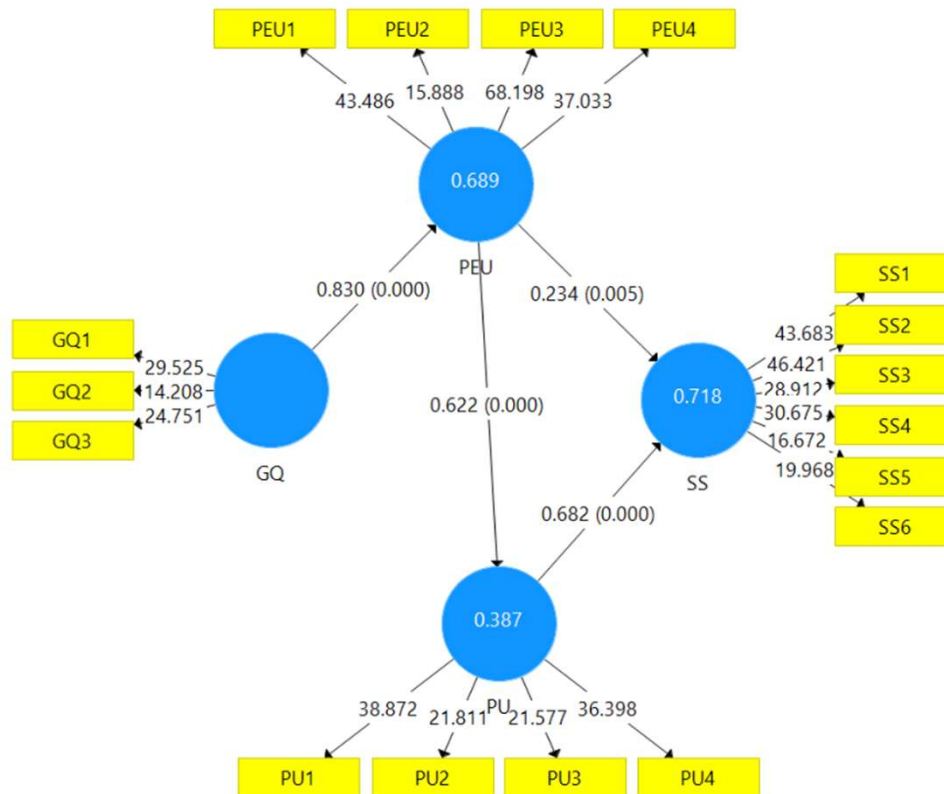 PEU1 PEU2 PEU3 PEU4
43.486 15.888 68.198 37.033
0.689
PEU
0.830 (0.000)
0.234 (0.005)
GQ1
GQ2
GQ3
29.525
14.208
24.751
GQ
0.622 (0.000)
SS1
SS2
SS3
SS4
SS5
SS6
43.683
46.421
28.912
30.675
16.672
19.968
0.718
SS
0.682 (0.000)
0.387
PU
38.872 21.811 21.577 36.398
PU1 PU2 PU3 PU4